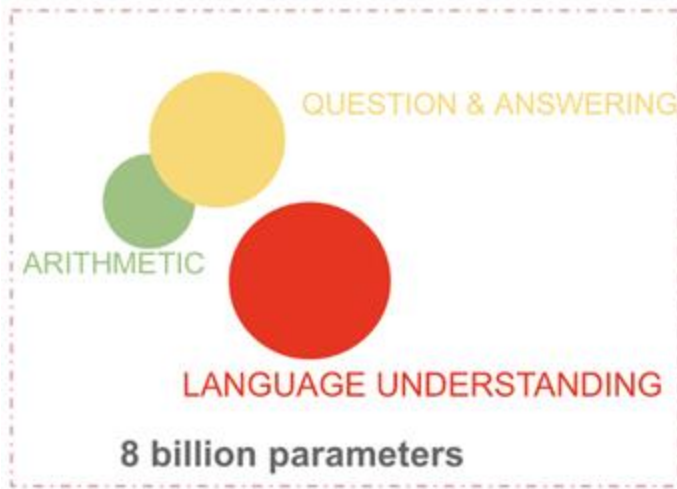 QUESTION & ANSWERING
ARITHMETIC
LANGUAGE UNDERSTANDING
8 billion parameters